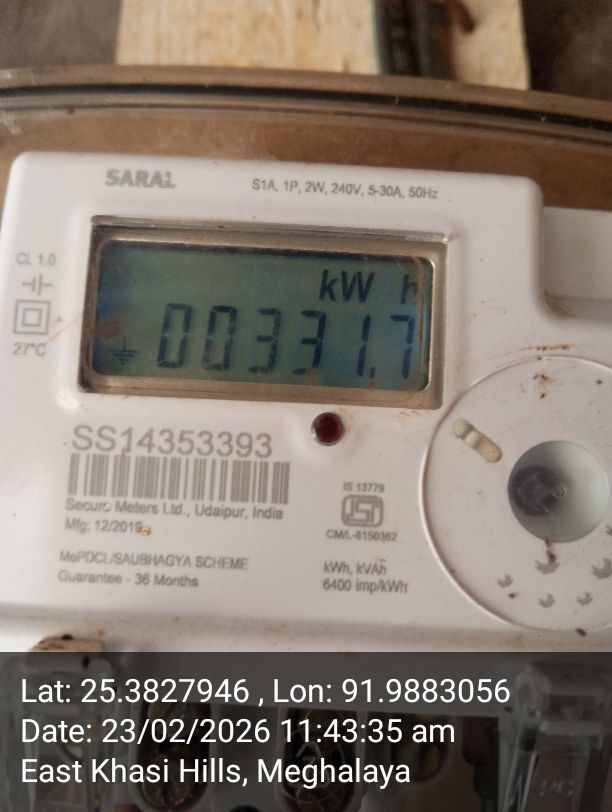 SARAL
S1A, 1P, 2W, 240V, 5-30A, 50Hz
CL 1.0
27°C
kW h
00331.7
SS14353393
Secure Meters Ltd., Udaipur, India
Mfg: 12/2019
MePDCL/SAUBHAGYA SCHEME
Guarantee - 36 Months
IS 13779
ISI
CM/L-8150362
kWh, kVAh
6400 imp/kWh
Lat: 25.3827946 , Lon: 91.9883056
Date: 23/02/2026 11:43:35 am
East Khasi Hills, Meghalaya